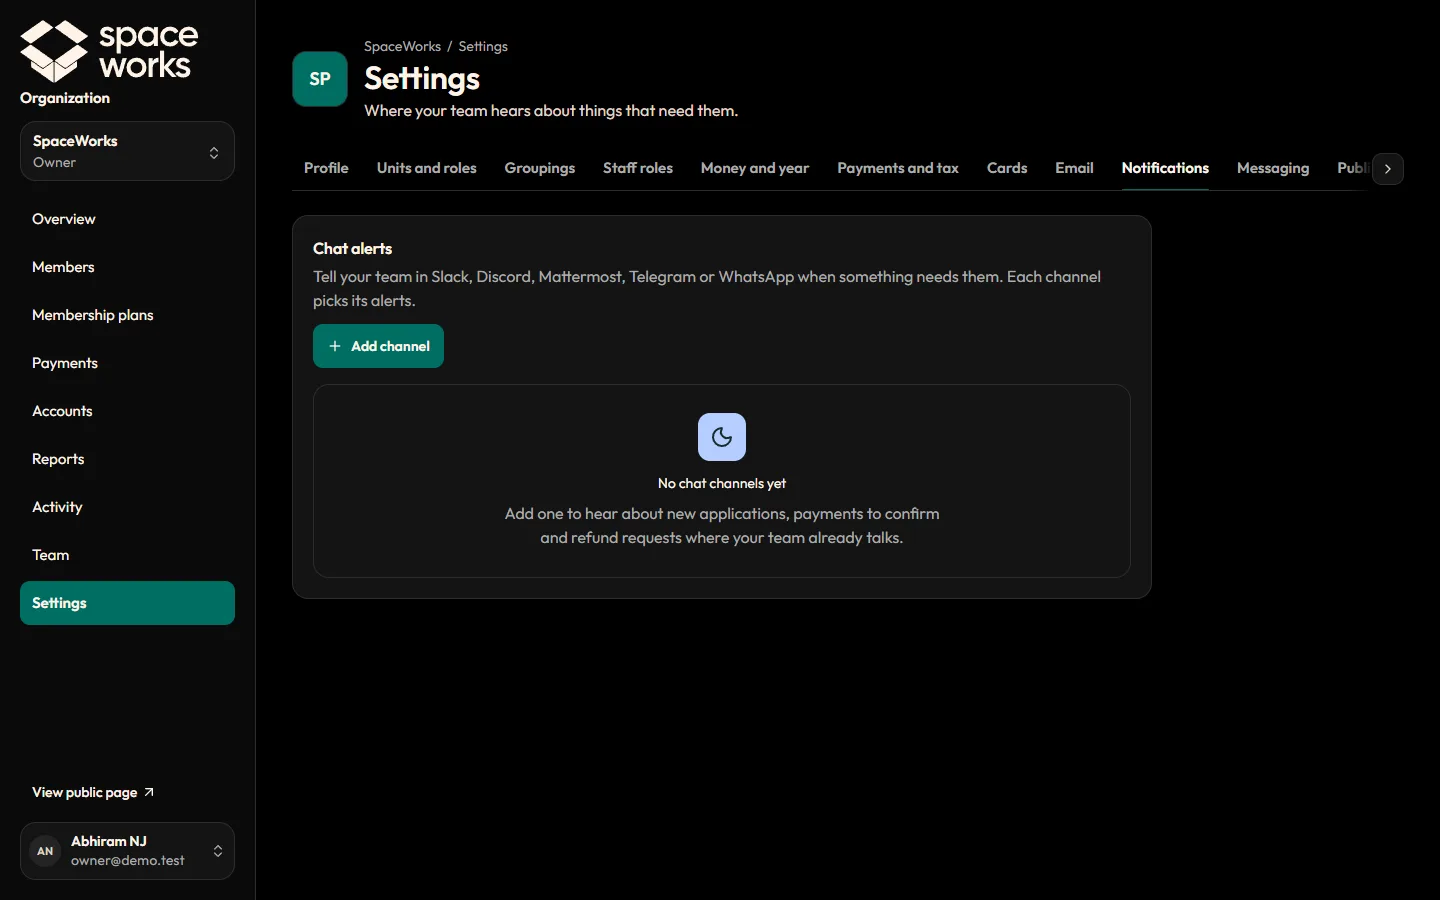 space
works
Organization
SpaceWorks
Owner
Overview
Members
Membership plans
Payments
Accounts
Reports
Activity
Team
Settings
View public page
AN
Abhiram NJ
owner@demo.test
SP
SpaceWorks / Settings
Settings
Where your team hears about things that need them.
Profile Units and roles Groupings Staff roles Money and year Payments and tax Cards Email Notifications Messaging
Chat alerts
Tell your team in Slack, Discord, Mattermost, Telegram or WhatsApp when something needs them. Each channel
picks its alerts.
+ Add channel
No chat channels yet
Add one to hear about new applications, payments to confirm
and refund requests where your team already talks.